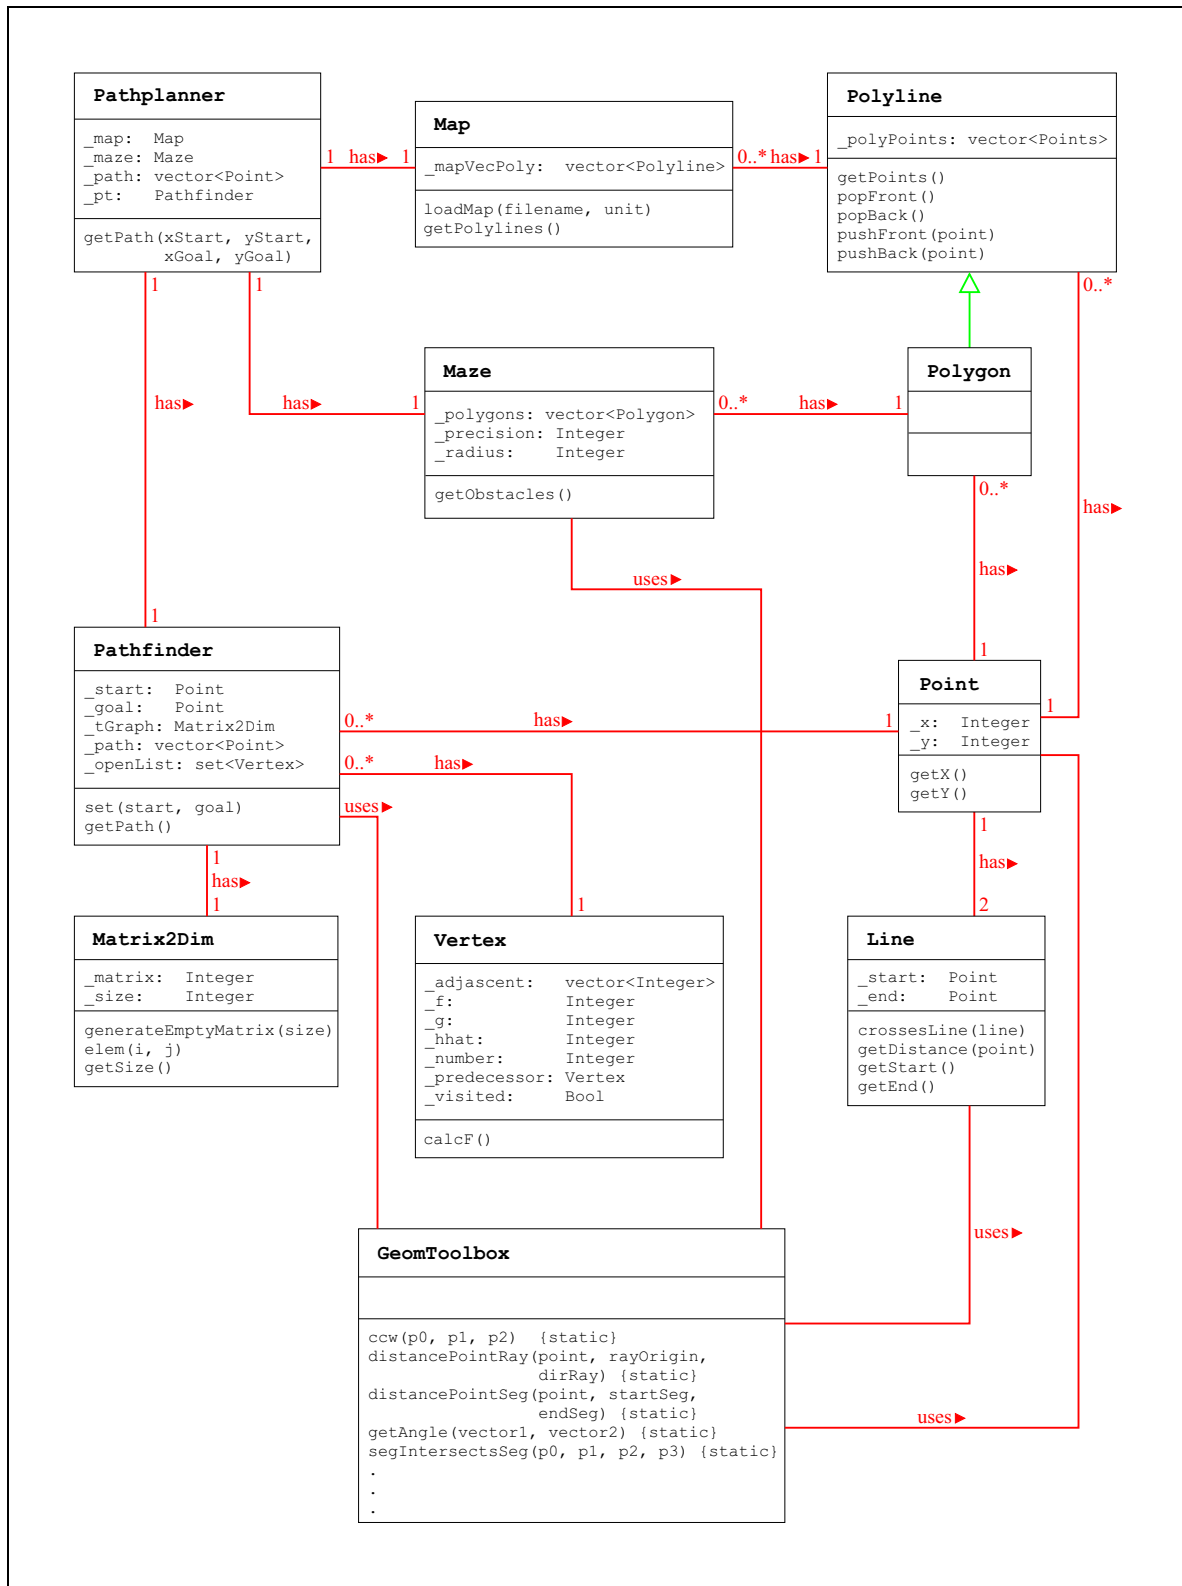 Pathplanner
_map:  Map
_maze: Maze
_path: vector<Point>
_pt:   Pathfinder
getPath(xStart, yStart,
xGoal, yGoal)
1 has► 1
Map
_mapVecPoly:  vector<Polyline>
loadMap(filename, unit)
getPolylines()
0..* has► 1
Polyline
_polyPoints: vector<Points>
getPoints()
popFront()
popBack()
pushFront(point)
pushBack(point)
1
1
0..*
has►
has►
1
Maze
_polygons: vector<Polygon>
_precision: Integer
_radius:    Integer
getObstacles()
0..*
has►
1
Polygon
0..*
has►
has►
uses►
1
1
1
Pathfinder
_start:  Point
_goal:   Point
_tGraph: Matrix2Dim
_path: vector<Point>
_openList: set<Vertex>
set(start, goal)
getPath()
0..*
has►
1
0..*
has►
uses►
Point
_x:  Integer
_y:  Integer
getX()
getY()
1
has►
1
1
has►
2
1
Matrix2Dim
_matrix:  Integer
_size:    Integer
generateEmptyMatrix(size)
elem(i, j)
getSize()
Vertex
_adjascent:   vector<Integer>
_f:           Integer
_g:           Integer
_hhat:        Integer
_number:      Integer
_predecessor: Vertex
_visited:     Bool
calcF()
Line
_start:  Point
_end:    Point
crossesLine(line)
getDistance(point)
getStart()
getEnd()
uses►
uses►
GeomToolbox
ccw(p0, p1, p2)  {static}
distancePointRay(point, rayOrigin,
dirRay) {static}
distancePointSeg(point, startSeg,
endSeg) {static}
getAngle(vector1, vector2) {static}
segIntersectsSeg(p0, p1, p2, p3) {static}
.
.
.